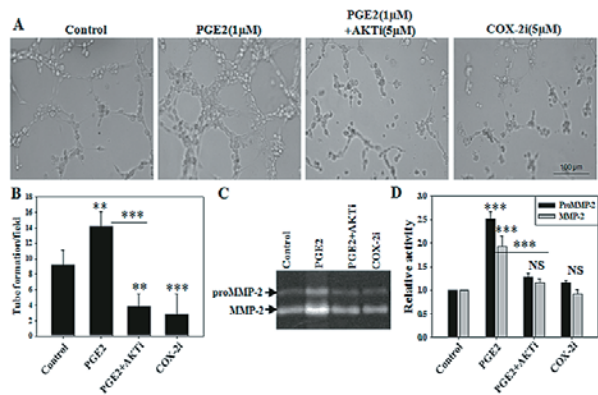 A
Control
PGE2(1μM)
PGE2(1μM)
+AKTi(5μM)
COX-2i(5μM)
100 μm
B
Tube formation/field
16
14
12
10
8
6
4
2
0
**
***
**
***
Control
PGE2
PGE2+AKTi
COX-2i
C
Control
PGE2
PGE2+AKTi
COX-2i
proMMP-2
MMP-2
D
Relative activity
3.0
2.5
2.0
1.5
1.0
0.5
0.0
ProMMP-2
MMP-2
***
***
***
NS
NS
Control
PGE2
PGE2+AKTi
COX-2i